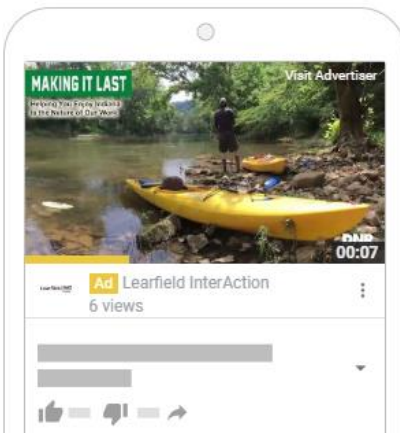 MAKING IT LAST
Visit Advertiser
Helping You Enjoy Indiana
Is the Nature of Our Work
DNR
00:07
Ad Learfield InterAction
6 views